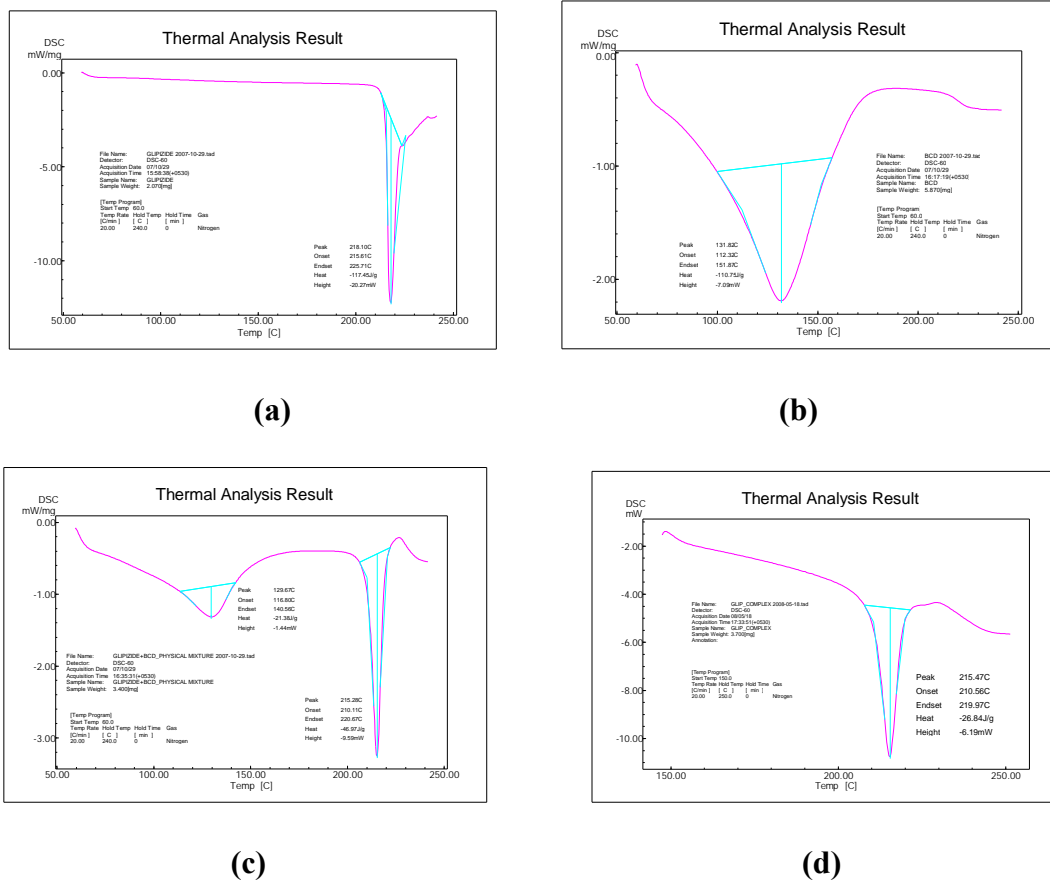 Thermal Analysis Result
DSC
mW/mg
0.00
-5.00
-10.00
File Name: GLIPIZIDE 2007-10-29.tad
Detector: DSC-60
Acquisition Date 07/10/29
Acquisition Time 15:58:38(+0530)
Sample Name: GLIPIZIDE
Sample Weight: 2.070[mg]
[Temp Program]
Start Temp 60.0
Temp Rate Hold Temp Hold Time Gas
[C/min ] [ C ] [ min ]
20.00 240.0 0 Nitrogen
Peak 218.10C
Onset 215.61C
Endset 225.71C
Heat -117.45J/g
Height -20.27mW
50.00 100.00 150.00 200.00 250.00
Temp [C]
(a)
Thermal Analysis Result
DSC
mW/mg
0.00
-1.00
-2.00
File Name: BCD 2007-10-29.tad
Detector: DSC-60
Acquisition Date 07/10/29
Acquisition Time 16:17:19(+0530
Sample Name: BCD
Sample Weight: 5.870[mg]
[Temp Program
Start Temp 60.0
Temp Rate Hold Temp Hold Time Gas
[C/min ] [ C ] [ min ]
20.00 240.0 0 Nitrogen
Peak 131.82C
Onset 112.32C
Endset 151.87C
Heat -110.75J/g
Height -7.09mW
50.00 100.00 150.00 200.00 250.00
Temp [C]
(b)
Thermal Analysis Result
DSC
mW/mg
0.00
-1.00
-2.00
-3.00
Peak 129.67C
Onset 116.80C
Endset 140.56C
Heat -21.38J/g
Height -1.44mW
File Name: GLIPIZIDE+BCD_PHYSICAL MIXTURE 2007-10-29.tad
Detector: DSC-60
Acquisition Date 07/10/29
Acquisition Time 16:35:31(+0530)
Sample Name: GLIPIZIDE+BCD_PHYSICAL MIXTURE
Sample Weight: 3.400[mg]
[Temp Program]
Start Temp 60.0
Temp Rate Hold Temp Hold Time Gas
[C/min ] [ C ] [ min ]
20.00 240.0 0 Nitrogen
Peak 215.28C
Onset 210.11C
Endset 220.67C
Heat -46.97J/g
Height -9.59mW
50.00 100.00 150.00 200.00 250.00
Temp [C]
(c)
Thermal Analysis Result
DSC
mW
-2.00
-4.00
-6.00
-8.00
-10.00
File Name: GLIP_COMPLEX 2008-05-18.tad
Detector: DSC-60
Acquisition Date 08/05/18
Acquisition Time 17:33:51(+0530)
Sample Name: GLIP_COMPLEX
Sample Weight: 3.700[mg]
Annotation:
[Temp Program]
Start Temp 150.0
Temp Rate Hold Temp Hold Time Gas
[C/min ] [ C ] [ min ]
20.00 250.0 0 Nitrogen
Peak 215.47C
Onset 210.56C
Endset 219.97C
Heat -26.84J/g
Height -6.19mW
150.00 200.00 250.00
Temp [C]
(d)